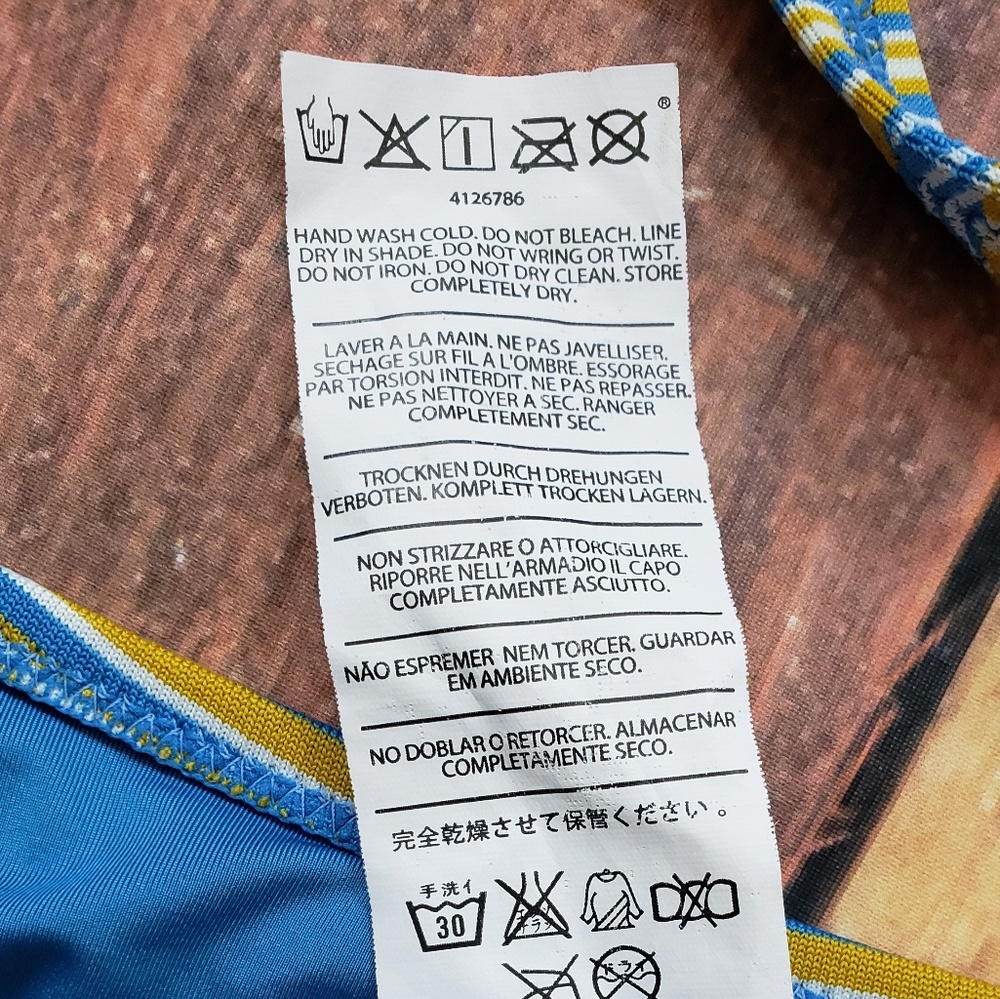 ®
4126786
HAND WASH COLD. DO NOT BLEACH. LINE
DRY IN SHADE. DO NOT WRING OR TWIST.
DO NOT IRON. DO NOT DRY CLEAN. STORE
COMPLETELY DRY.
LAVER A LA MAIN. NE PAS JAVELLISER.
SECHAGE SUR FIL A L'OMBRE. ESSORAGE
PAR TORSION INTERDIT. NE PAS REPASSER.
NE PAS NETTOYER A SEC. RANGER
COMPLETEMENT SEC.
TROCKNEN DURCH DREHUNGEN
VERBOTEN. KOMPLETT TROCKEN LAGERN.
NON STRIZZARE O ATTORCIGLIARE.
RIPORRE NELL'ARMADIO IL CAPO
COMPLETAMENTE ASCIUTTO.
NÃO ESPREMER NEM TORCER. GUARDAR
EM AMBIENTE SECO.
NO DOBLAR O RETORCER. ALMACENAR
COMPLETAMENTE SECO.
完全乾燥させて保管ください。
手洗イ
30
ドライ